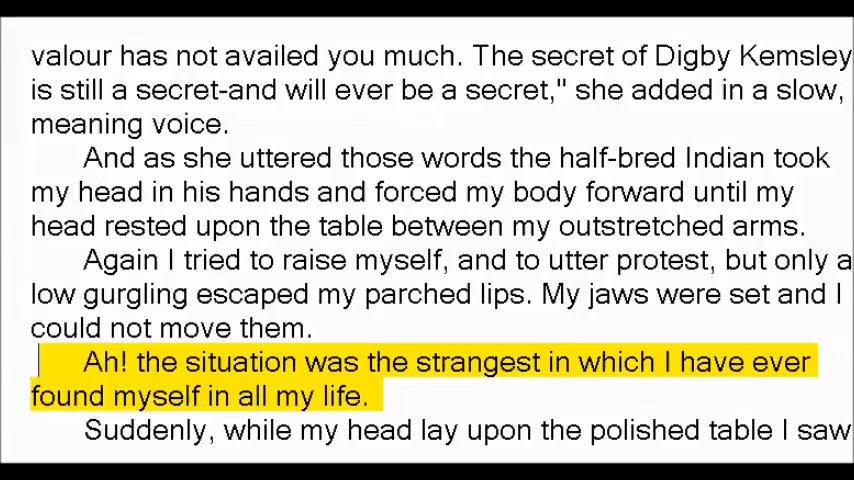 valour has not availed you much. The secret of Digby Kemsley
is still a secret-and will ever be a secret," she added in a slow,
meaning voice.
And as she uttered those words the half-bred Indian took
my head in his hands and forced my body forward until my
head rested upon the table between my outstretched arms.
Again I tried to raise myself, and to utter protest, but only a
low gurgling escaped my parched lips. My jaws were set and I
could not move them.
Ah! the situation was the strangest in which I have ever
found myself in all my life.
Suddenly, while my head lay upon the polished table I saw